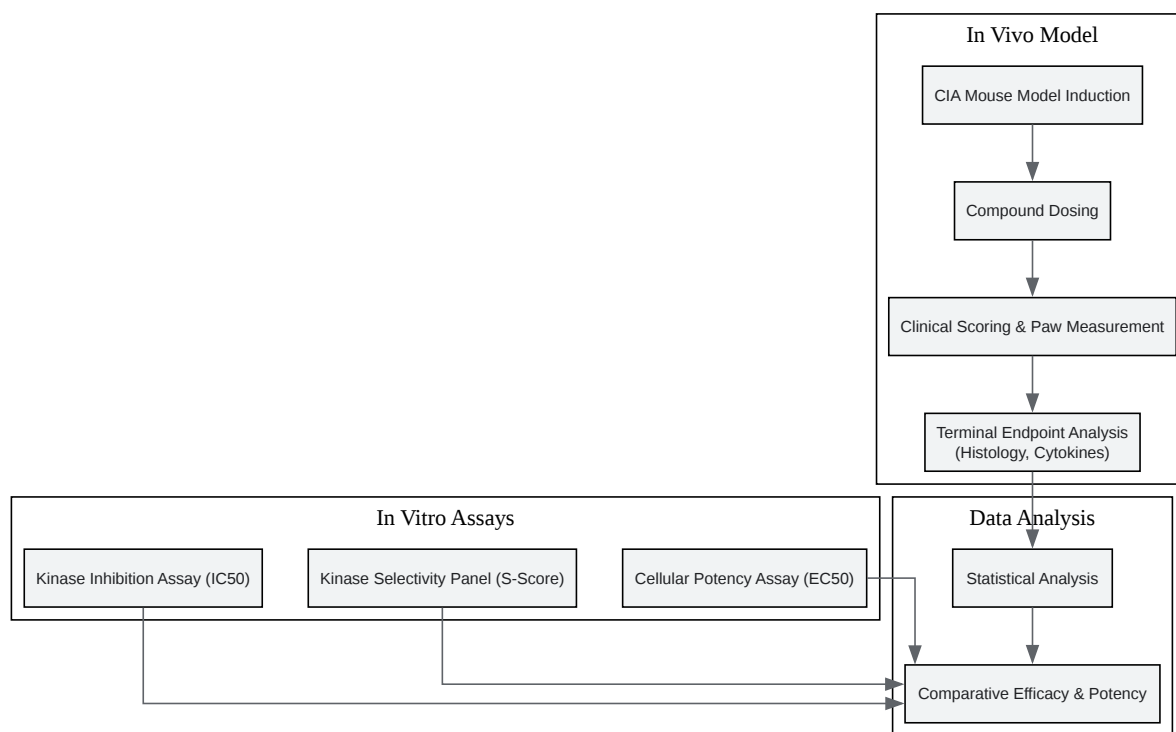 In Vivo Model
CIA Mouse Model Induction
Compound Dosing
Clinical Scoring & Paw Measurement
Terminal Endpoint Analysis
(Histology, Cytokines)
In Vitro Assays
Kinase Inhibition Assay (IC50)
Kinase Selectivity Panel (S-Score)
Cellular Potency Assay (EC50)
Data Analysis
Statistical Analysis
Comparative Efficacy & Potency